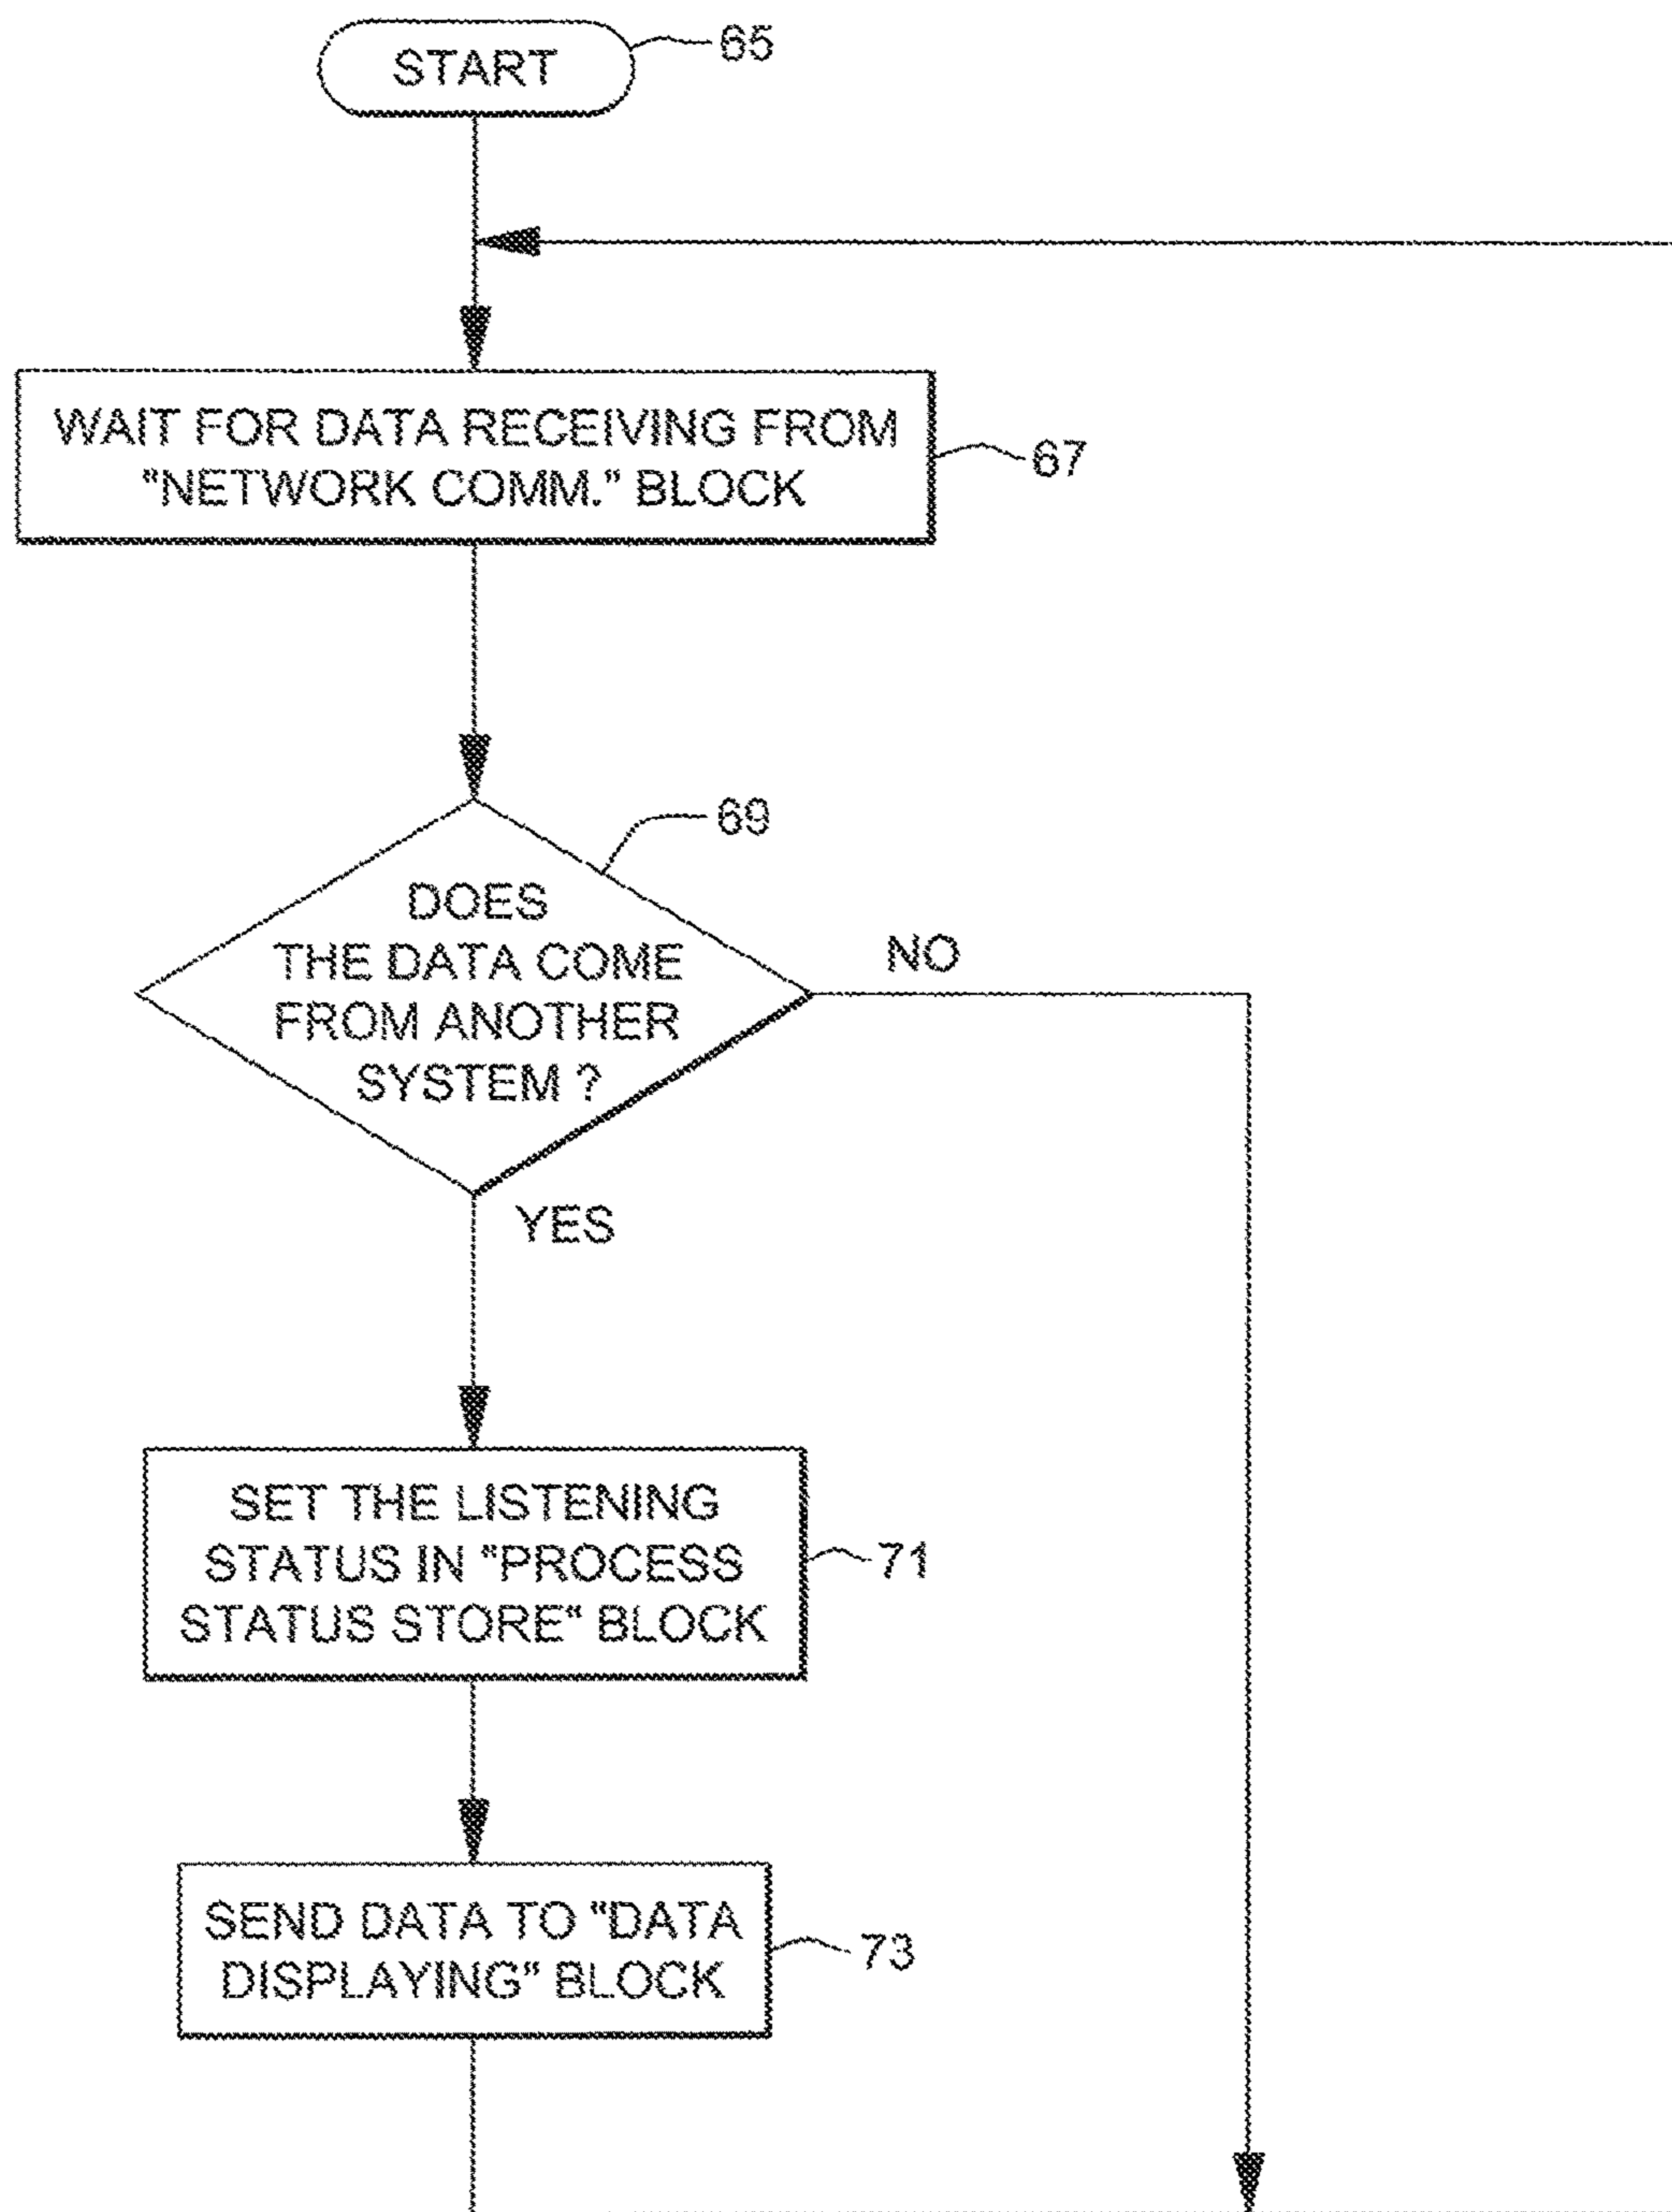 START
65
WAIT FOR DATA RECEIVING FROM
"NETWORK COMM." BLOCK
67
69
DOES
THE DATA COME
FROM ANOTHER
SYSTEM ?
NO
YES
SET THE LISTENING
STATUS IN "PROCESS
STATUS STORE" BLOCK
71
SEND DATA TO "DATA
DISPLAYING" BLOCK
73